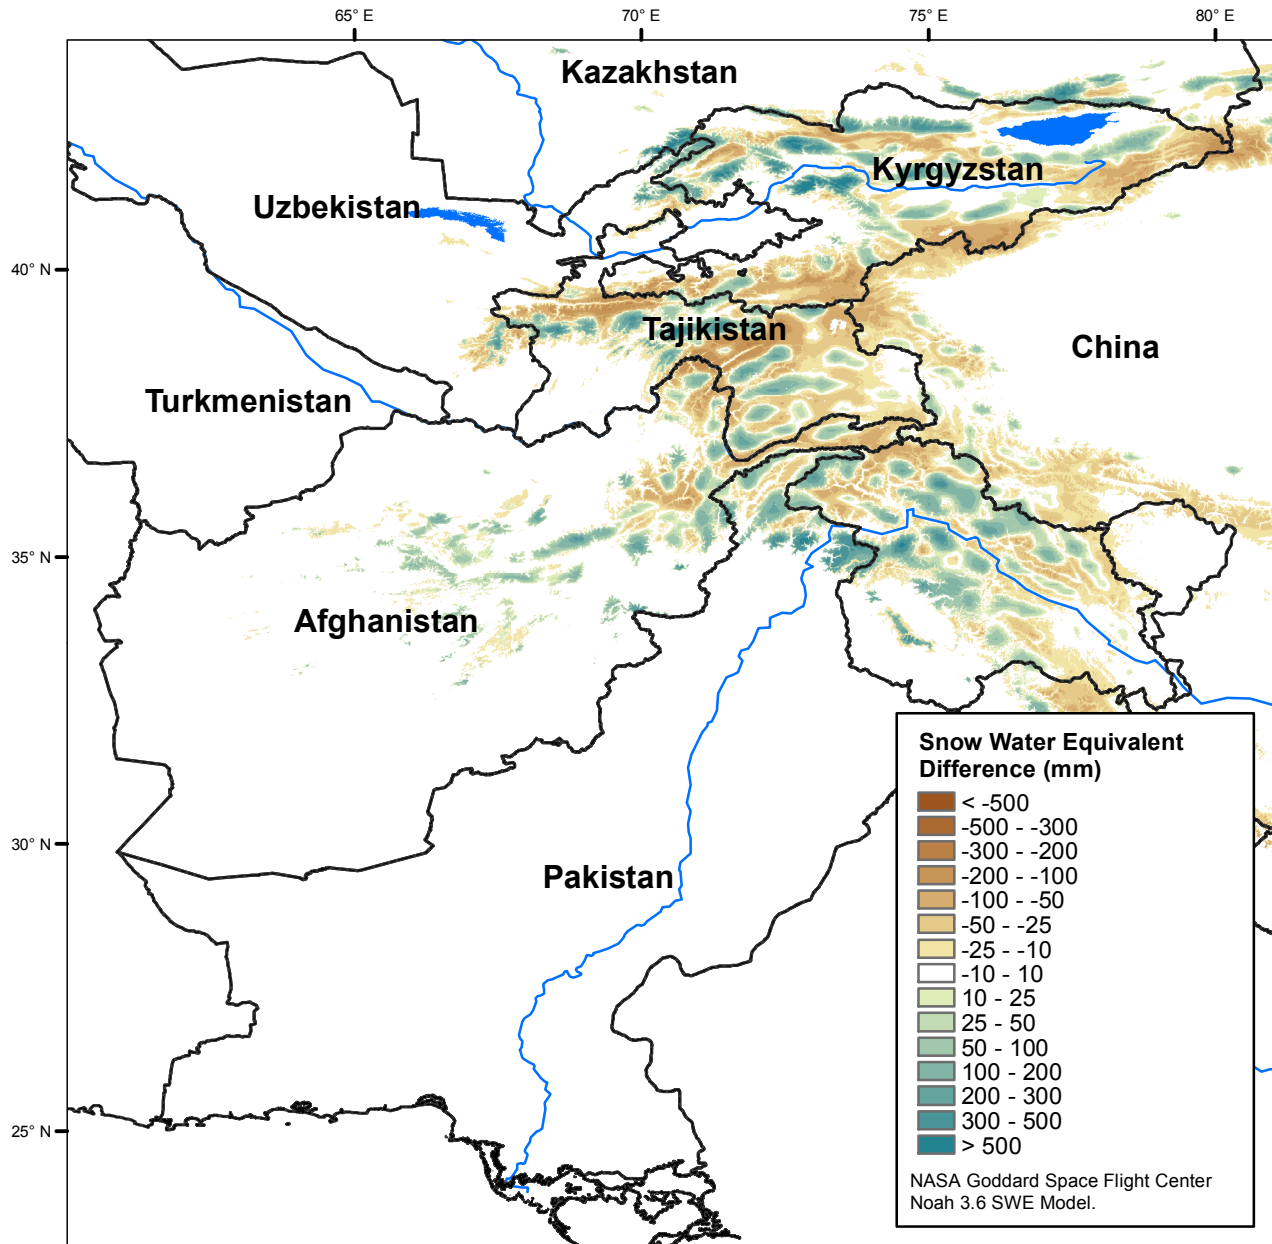 65° E
70° E
75° E
80° E
Kazakhstan
Kyrgyzstan
Uzbekistan
40° N
Tajikistan
China
Turkmenistan
35° N
Afghanistan
Snow Water Equivalent
Difference (mm)
< -500
-500 - -300
-300 - -200
-200 - -100
-100 - -50
-50 - -25
-25 - -10
-10 - 10
10 - 25
25 - 50
50 - 100
100 - 200
200 - 300
300 - 500
> 500
NASA Goddard Space Flight Center
Noah 3.6 SWE Model.
30° N
Pakistan
25° N